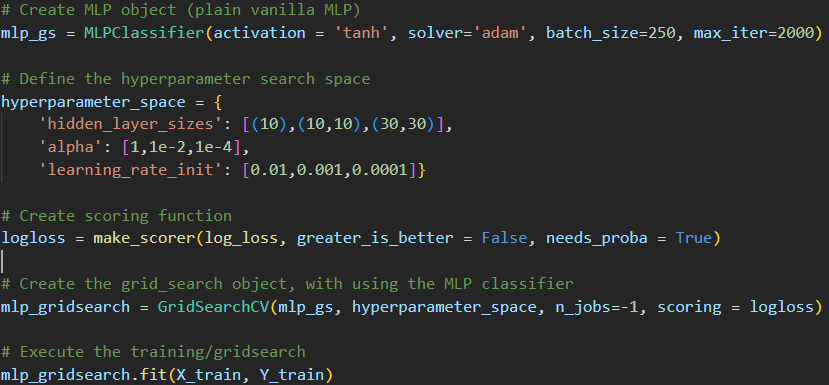 # Create MLP object (plain vanilla MLP)
mlp_gs = MLPClassifier(activation = 'tanh', solver='adam', batch_size=250, max_iter=2000)
# Define the hyperparameter search space
hyperparameter_space = {
    'hidden_layer_sizes': [(10),(10,10),(30,30)],
    'alpha': [1,1e-2,1e-4],
    'learning_rate_init': [0.01,0.001,0.0001]}
# Create scoring function
logloss = make_scorer(log_loss, greater_is_better = False, needs_proba = True)
# Create the grid_search object, with using the MLP classifier
mlp_gridsearch = GridSearchCV(mlp_gs, hyperparameter_space, n_jobs=-1, scoring = logloss)
# Execute the training/gridsearch
mlp_gridsearch.fit(X_train, Y_train)